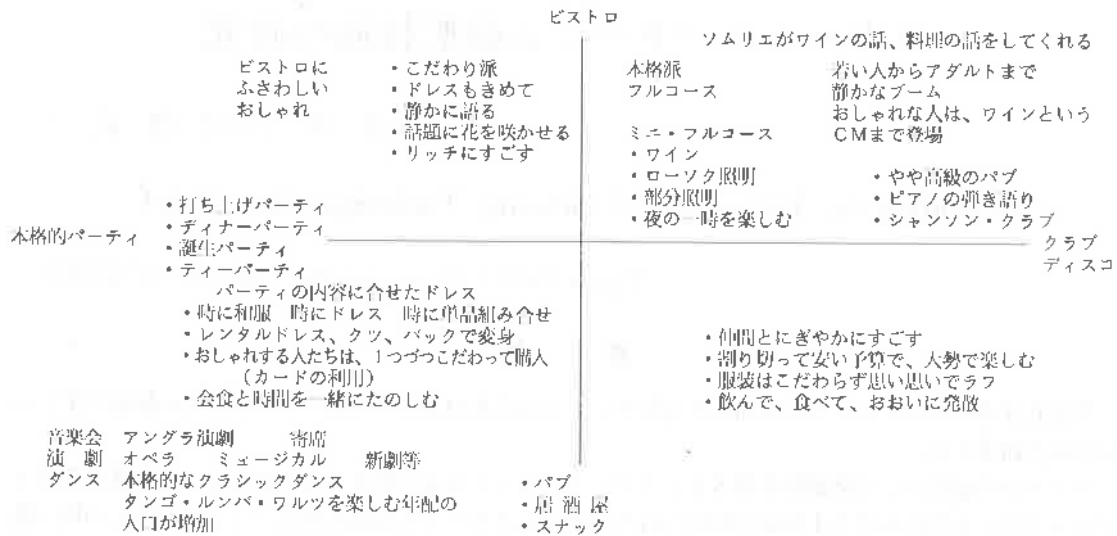 ビストロ
ソムリエがワインの話、料理の話をしてくれる
ビストロに
ふさわしい
おしゃれ
・こだわり派
・ドレスもきめて
・静かに語る
・話題に花を咲かせる
・リッチにすごす
本格派
フルコース
ミニ・フルコース
・ワイン
・ローソク照明
・部分照明
・夜の一時を楽しむ
若い人からアダルトまで
静かなブーム
おしゃれな人は、ワインという
CMまで登場
・やや高級のパブ
・ピアノの弾き語り
・シャンソン・クラブ
本格的パーティ
・打ち上げパーティ
・ディナーパーティ
・誕生パーティ
・ティーパーティ
クラブ
ディスコ
パーティの内容に合せたドレス
・時に和服 時にドレス 時に単品組み合せ
・レンタルドレス、クツ、バックで変身
・おしゃれする人たちは、1つづつこだわって購入
(カードの利用)
・会食と時間を一緒にたのしむ
・仲間とにぎやかにすごす
・割り切って安い予算で、大勢で楽しむ
・服装はこだわらず思い思いでラフ
・飲んで、食べて、おおいに発散
音楽会 アングラ演劇 寄席
演劇 オペラ ミュージカル 新劇等
ダンス 本格的なクラシックダンス
タンゴ・ルンバ・ワルツを楽しむ年配の
人口が増加
・パブ
・居酒屋
・スナック